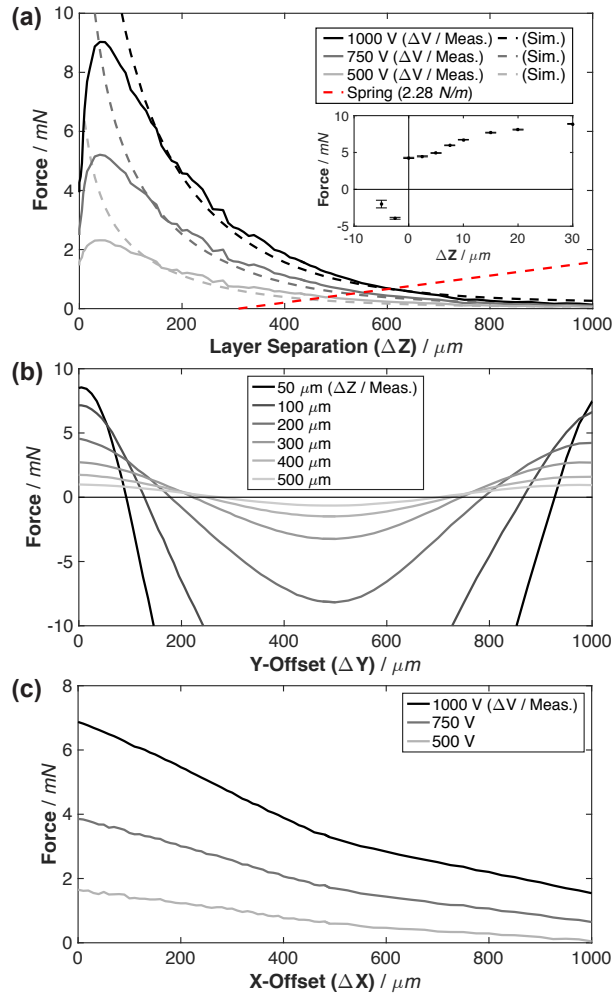 (a)
10
8
6
4
2
0
Force / mN
1000 V (ΔV / Meas.) (Sim.)
750 V (ΔV / Meas.) (Sim.)
500 V (ΔV / Meas.) (Sim.)
Spring (2.28 N/m)
10
5
0
-5
Force / mN
-10 0 10 20 30
ΔZ / μm
0 200 400 600 800 1000
Layer Separation (ΔZ) / μm
(b)
10
5
0
-5
-10
Force / mN
50 μm (ΔZ / Meas.)
100 μm
200 μm
300 μm
400 μm
500 μm
0 200 400 600 800 1000
Y-Offset (ΔY) / μm
(c)
8
6
4
2
0
Force / mN
1000 V (ΔV / Meas.)
750 V
500 V
0 200 400 600 800 1000
X-Offset (ΔX) / μm